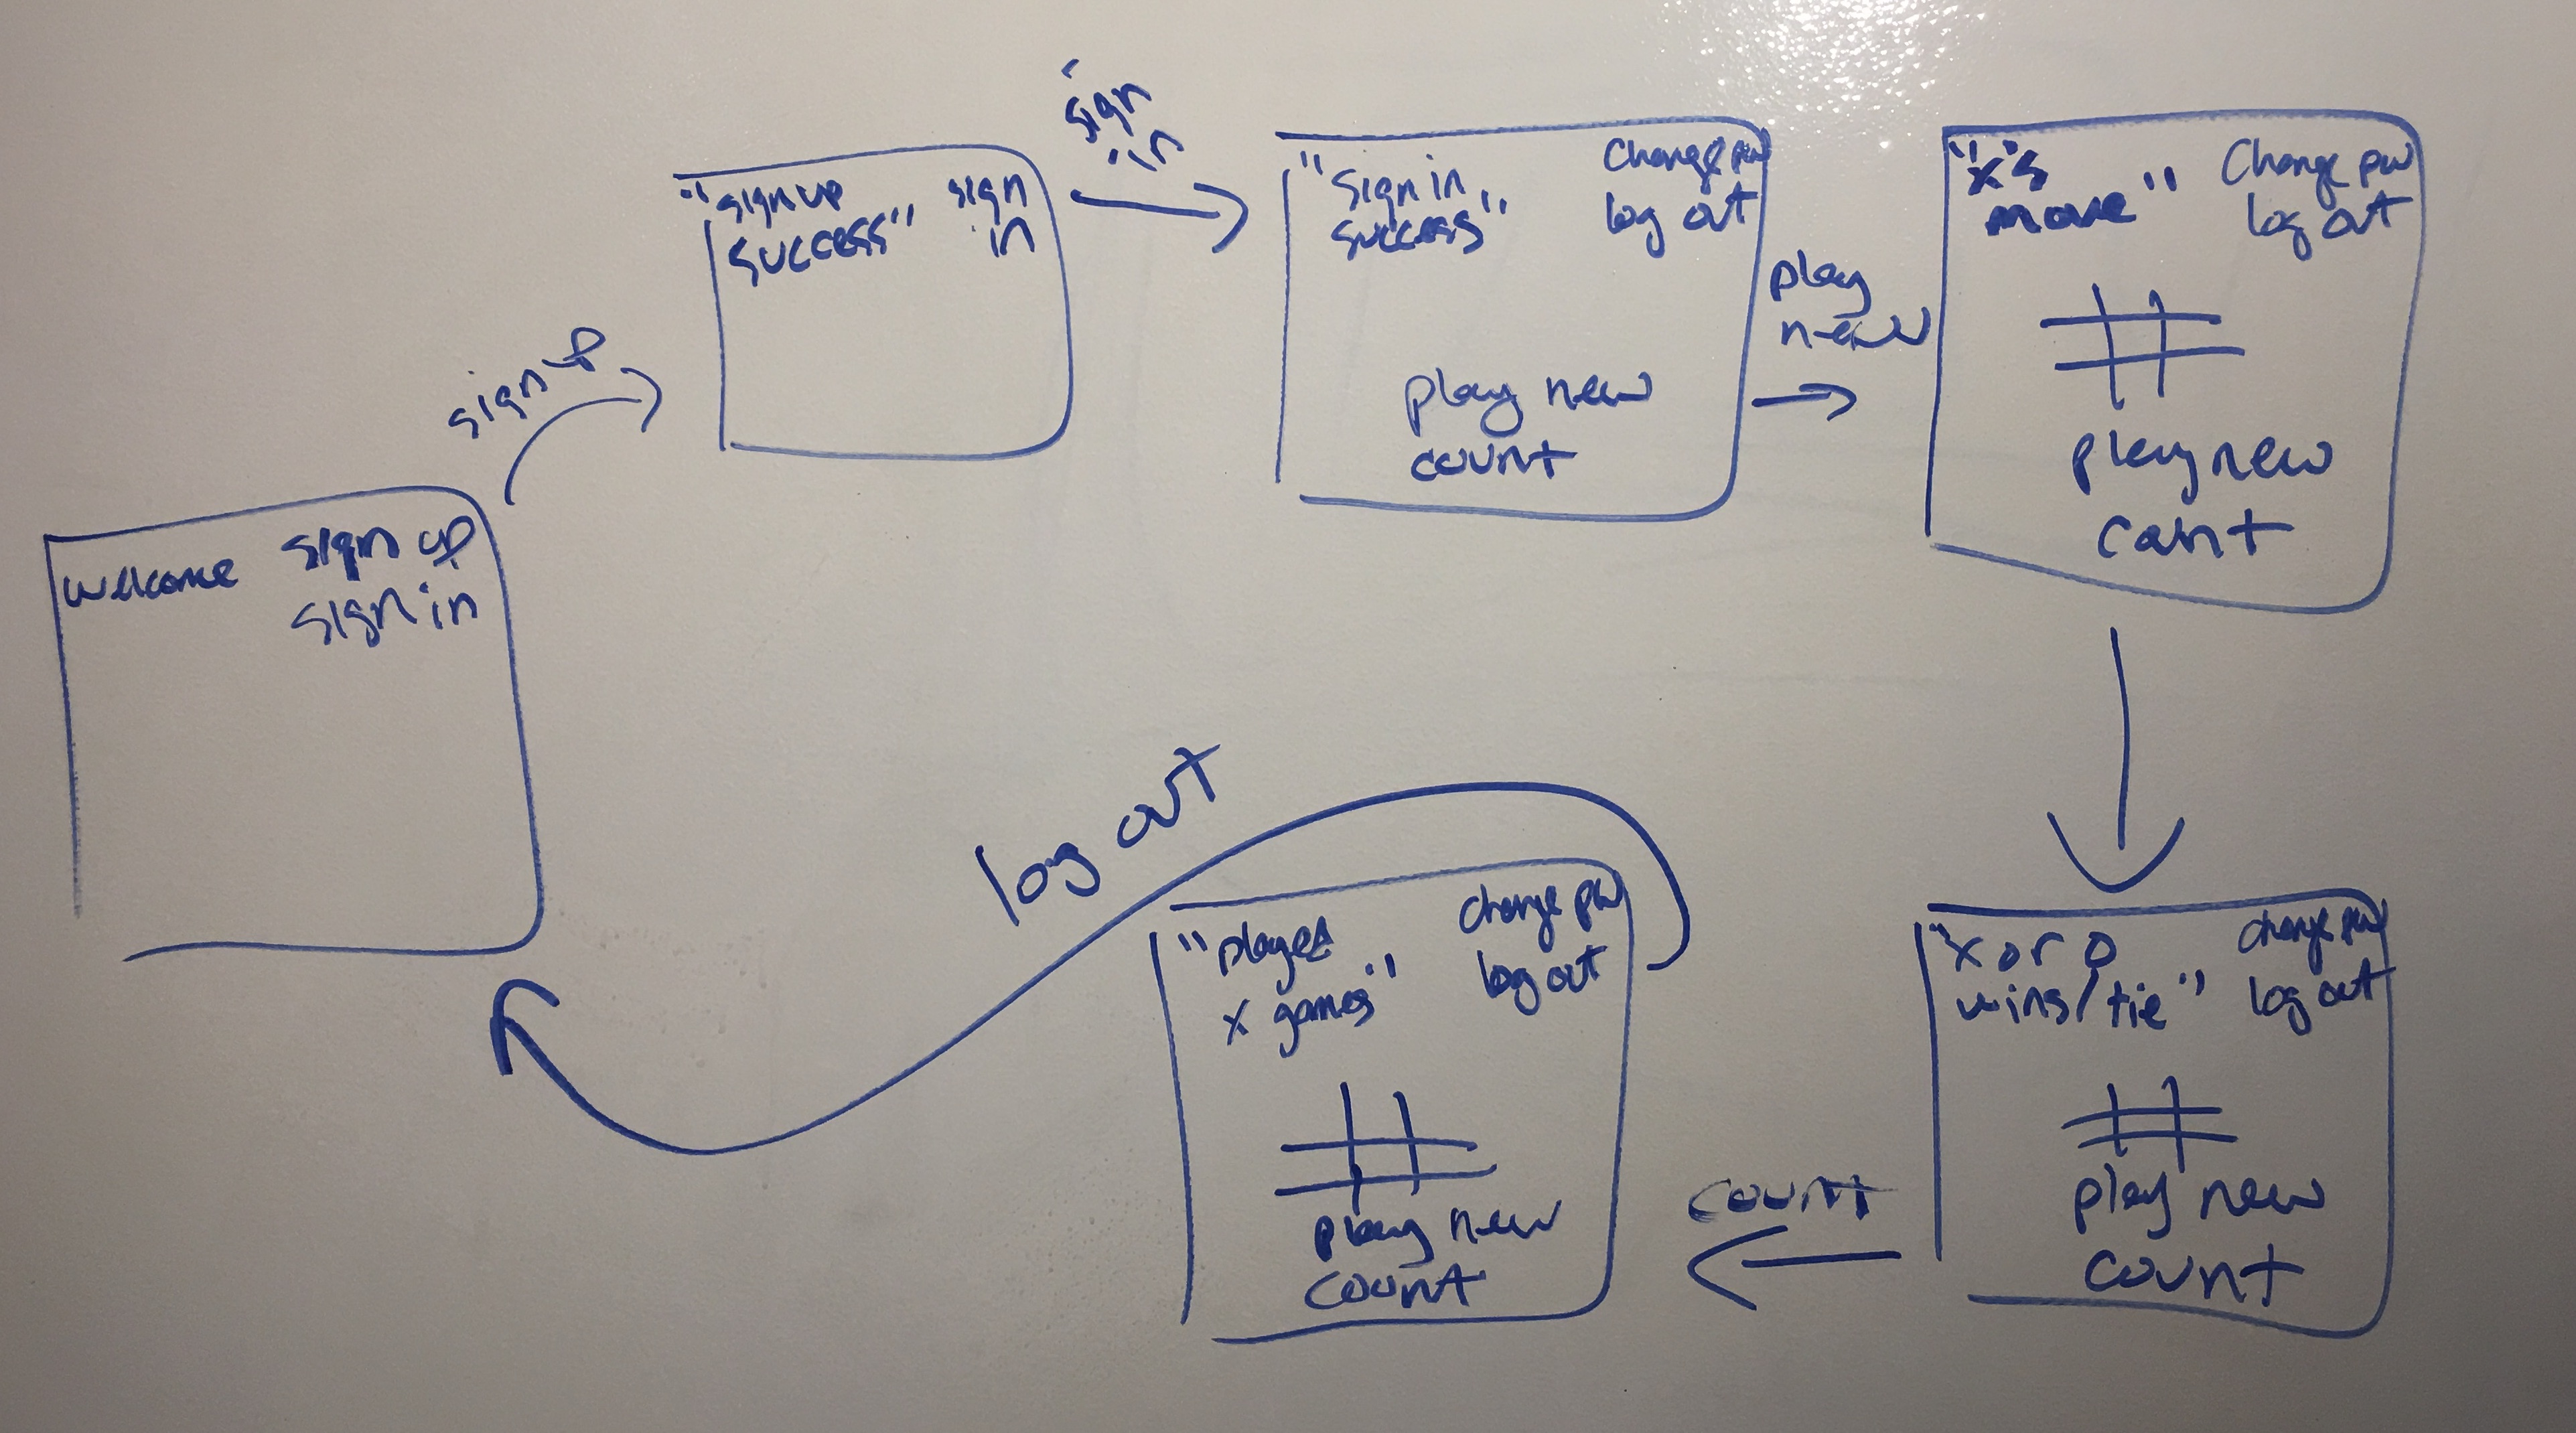 welcome
sign up
sign in
sign up
"sign up
success"
sign
in
sign
in
"sign in
success"
Change pw
log out
play new
count
play
new
"x's
move"
Change pw
log out
play new
count
"x or o
wins/tie"
change pw
log out
play new
count
count
"played
x games"
change pw
log out
play new
count
log out